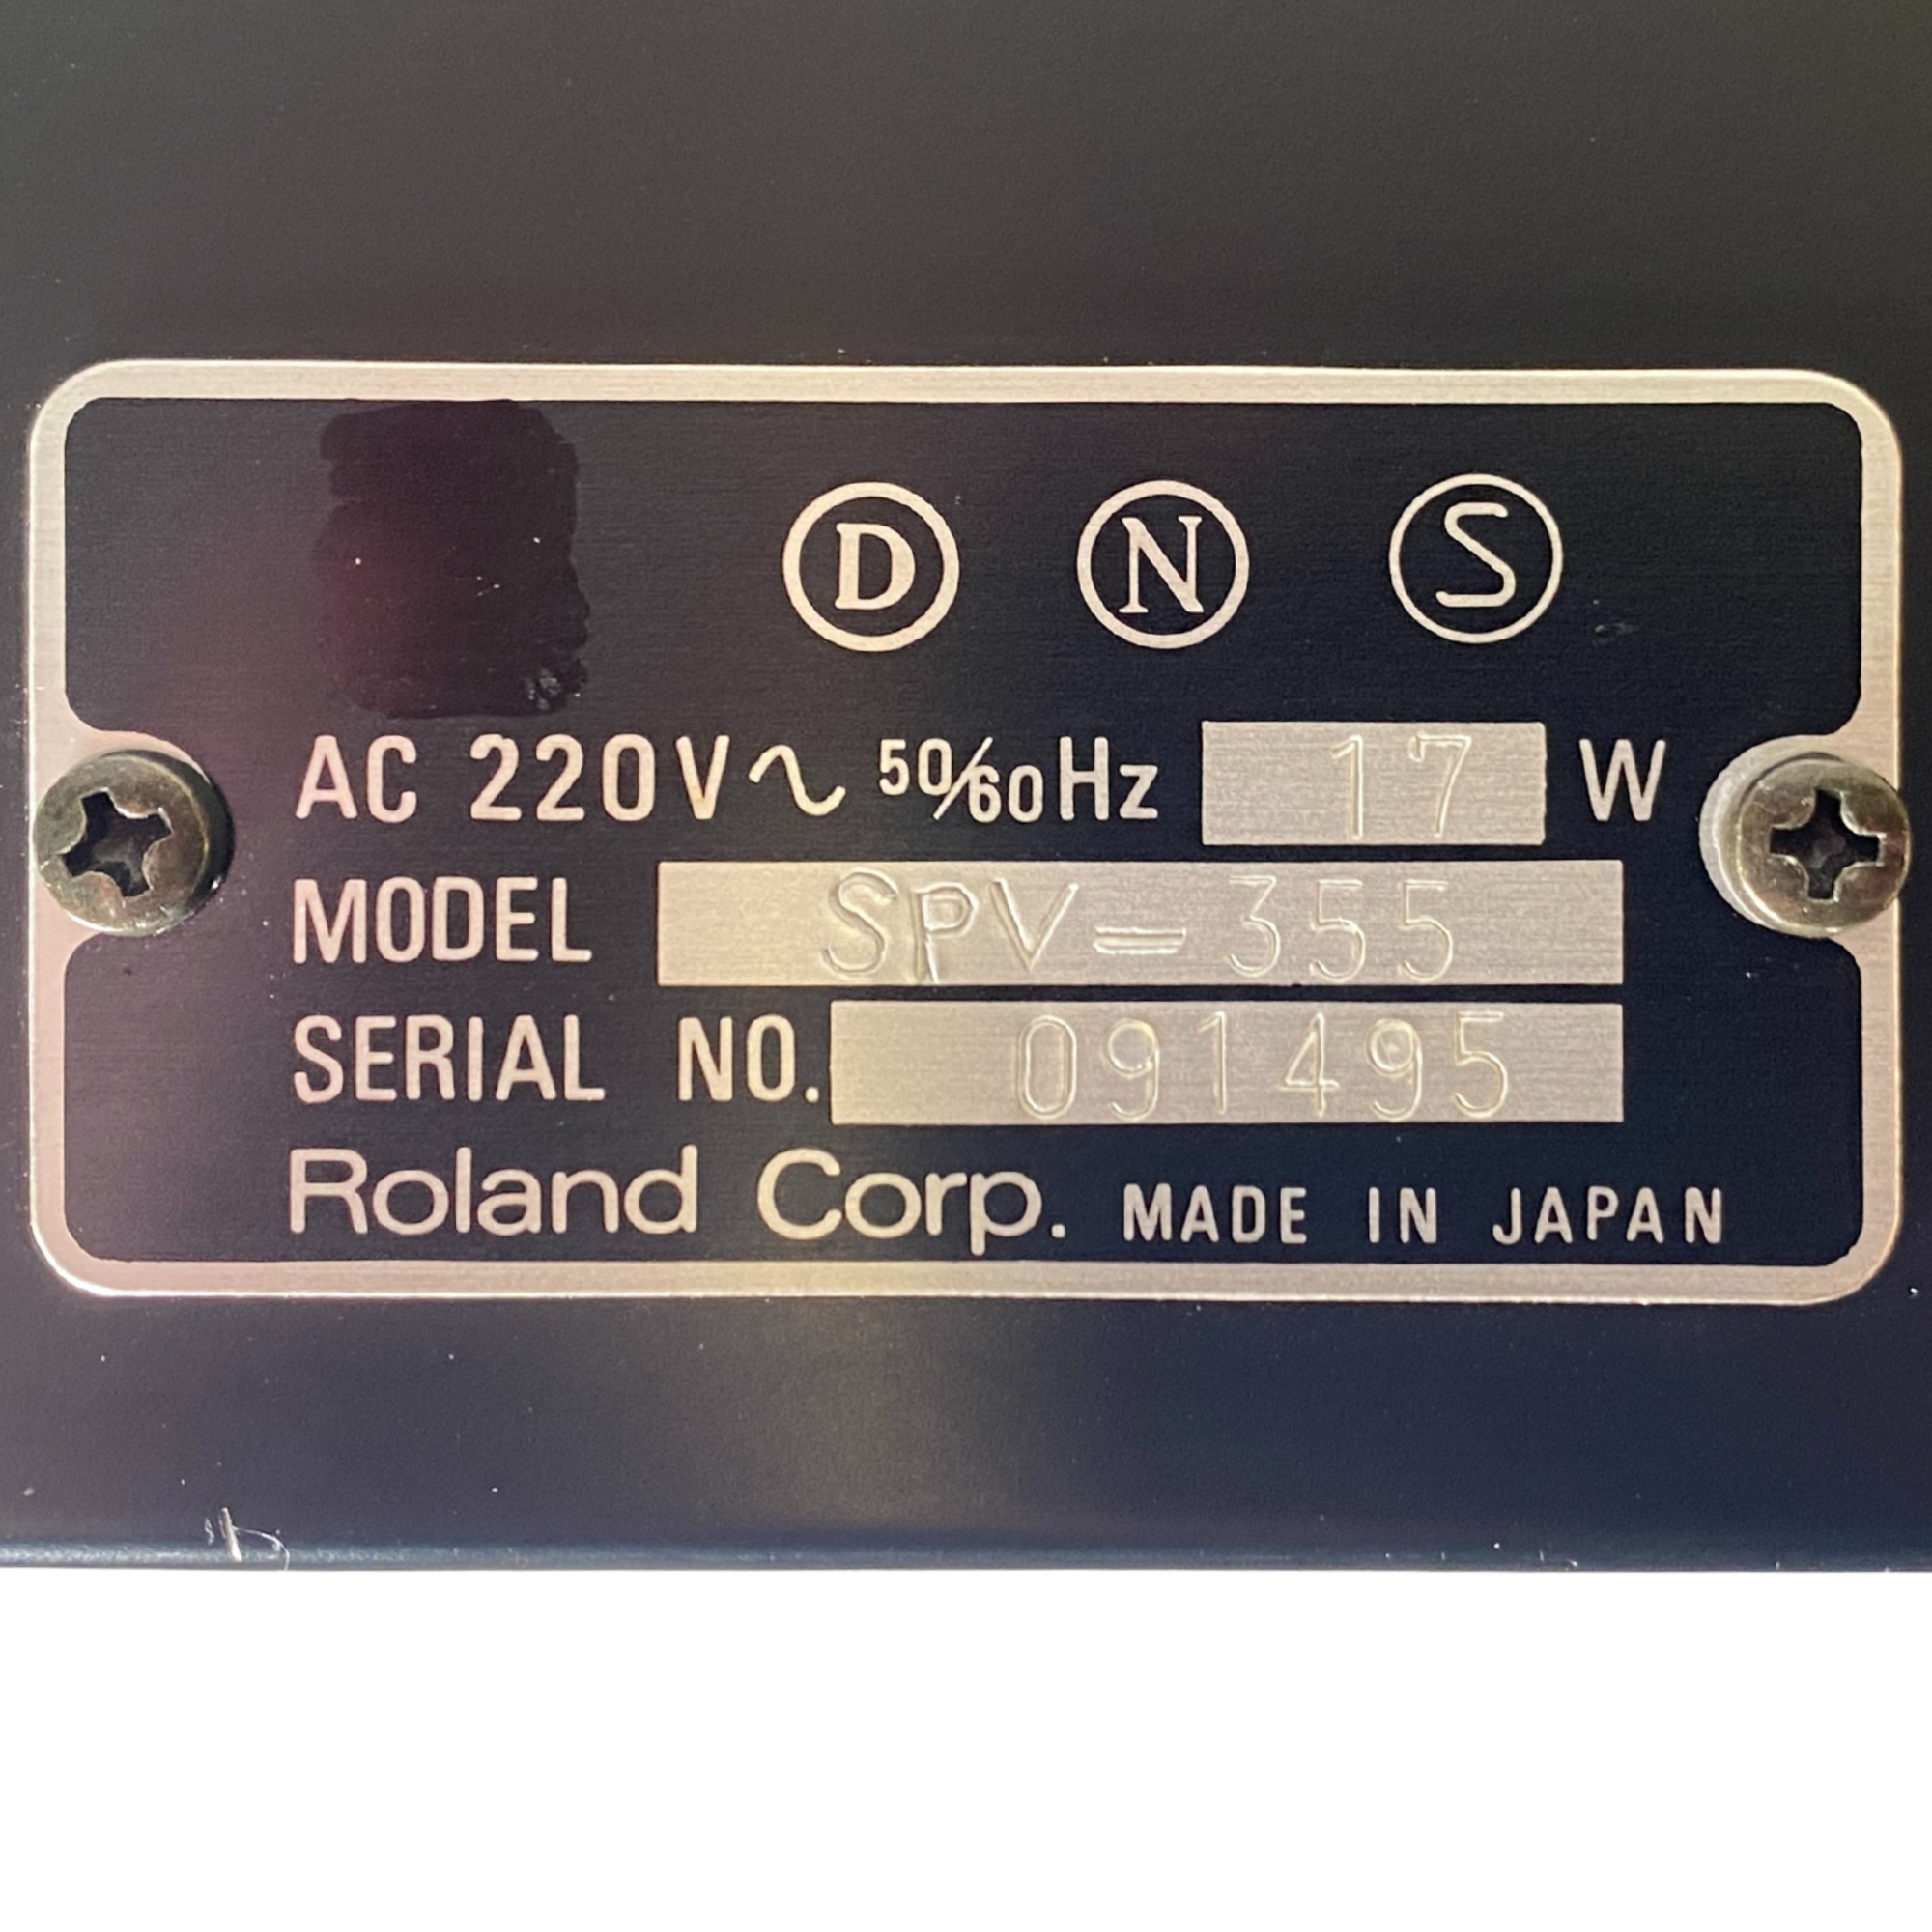 D N S
AC 220V~ 50/60Hz 17 W
MODEL SPV-355
SERIAL NO. 091495
Roland Corp. MADE IN JAPAN